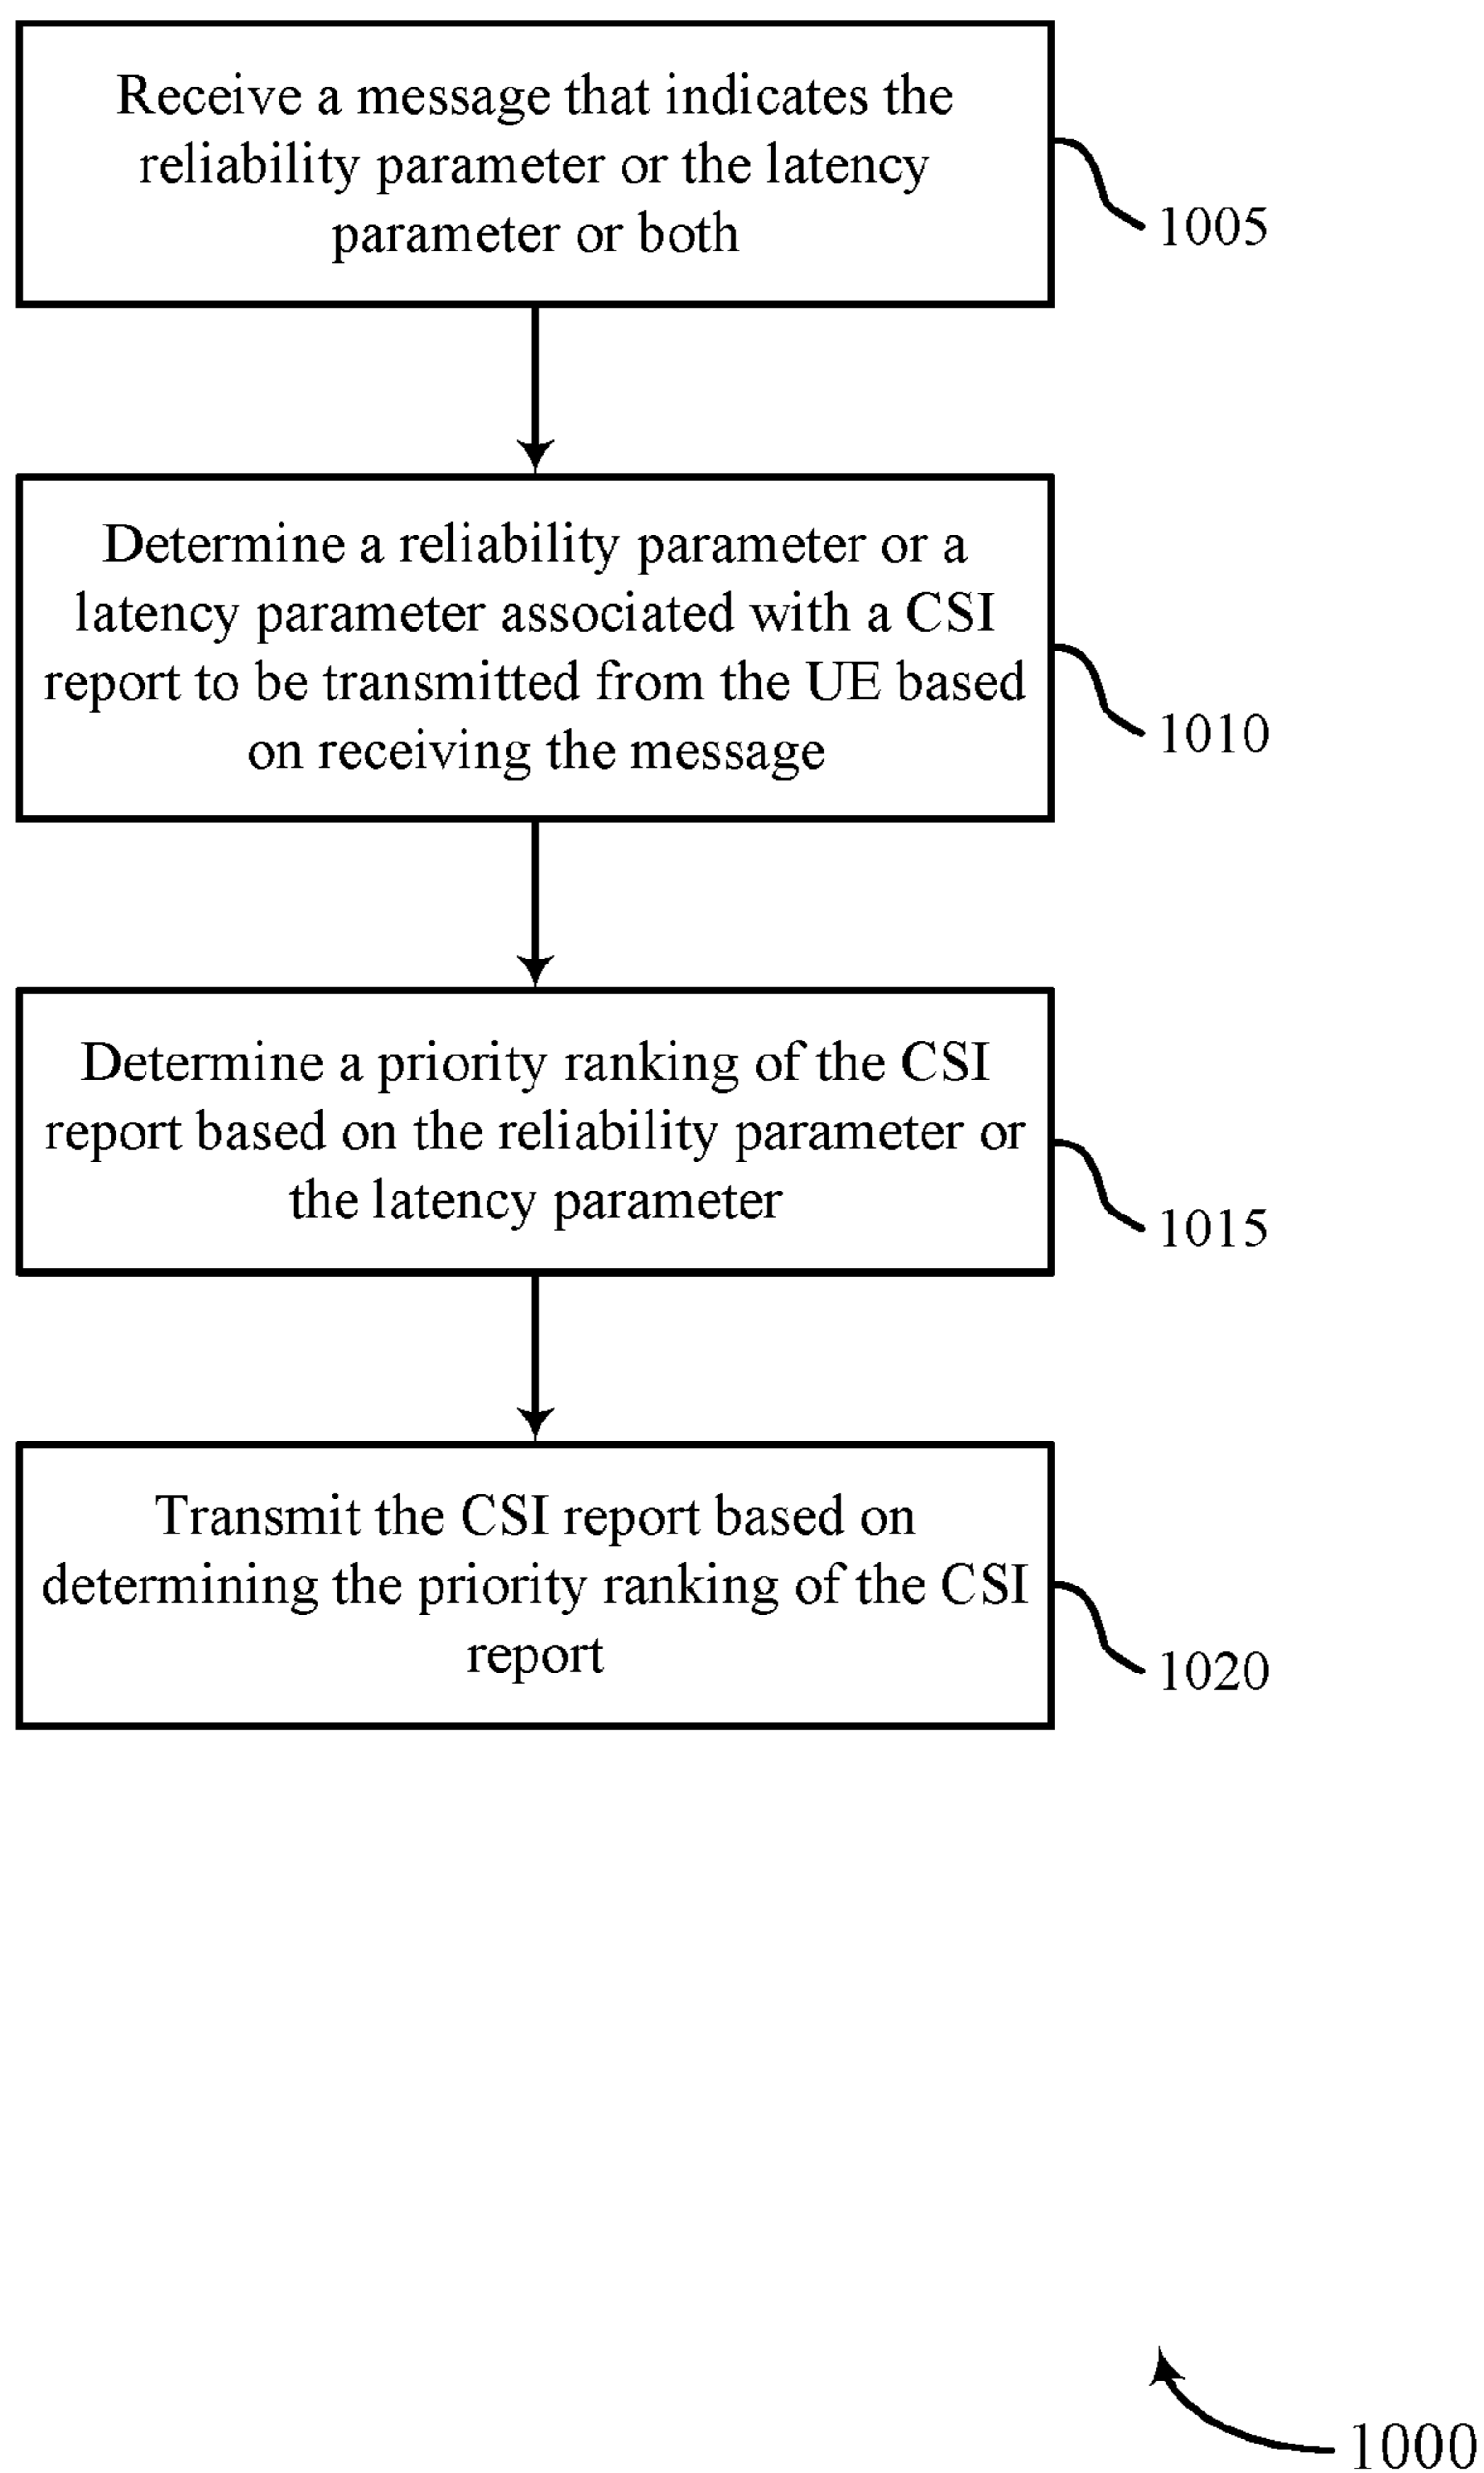 Receive a message that indicates the
reliability parameter or the latency
parameter or both
1005
Determine a reliability parameter or a
latency parameter associated with a CSI
report to be transmitted from the UE based
on receiving the message
1010
Determine a priority ranking of the CSI
report based on the reliability parameter or
the latency parameter
1015
Transmit the CSI report based on
determining the priority ranking of the CSI
report
1020
1000